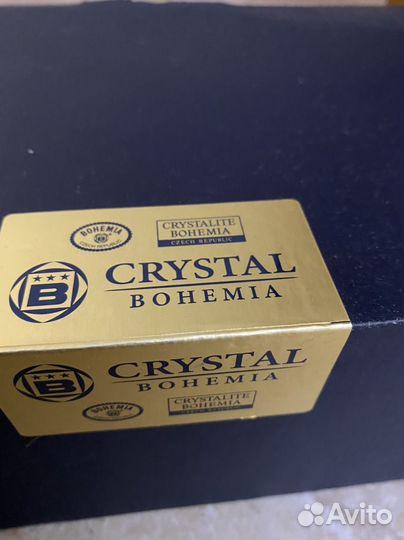 BOHEMIA
CZECH REPUBLIC
CRYSTALITE
BOHEMIA
CZECH REPUBLIC
B
CRYSTAL
BOHEMIA
B
CRYSTAL
BOHEMIA
BOHEMIA
CRYSTALITE
BOHEMIA
CZECH REPUBLIC
Avito